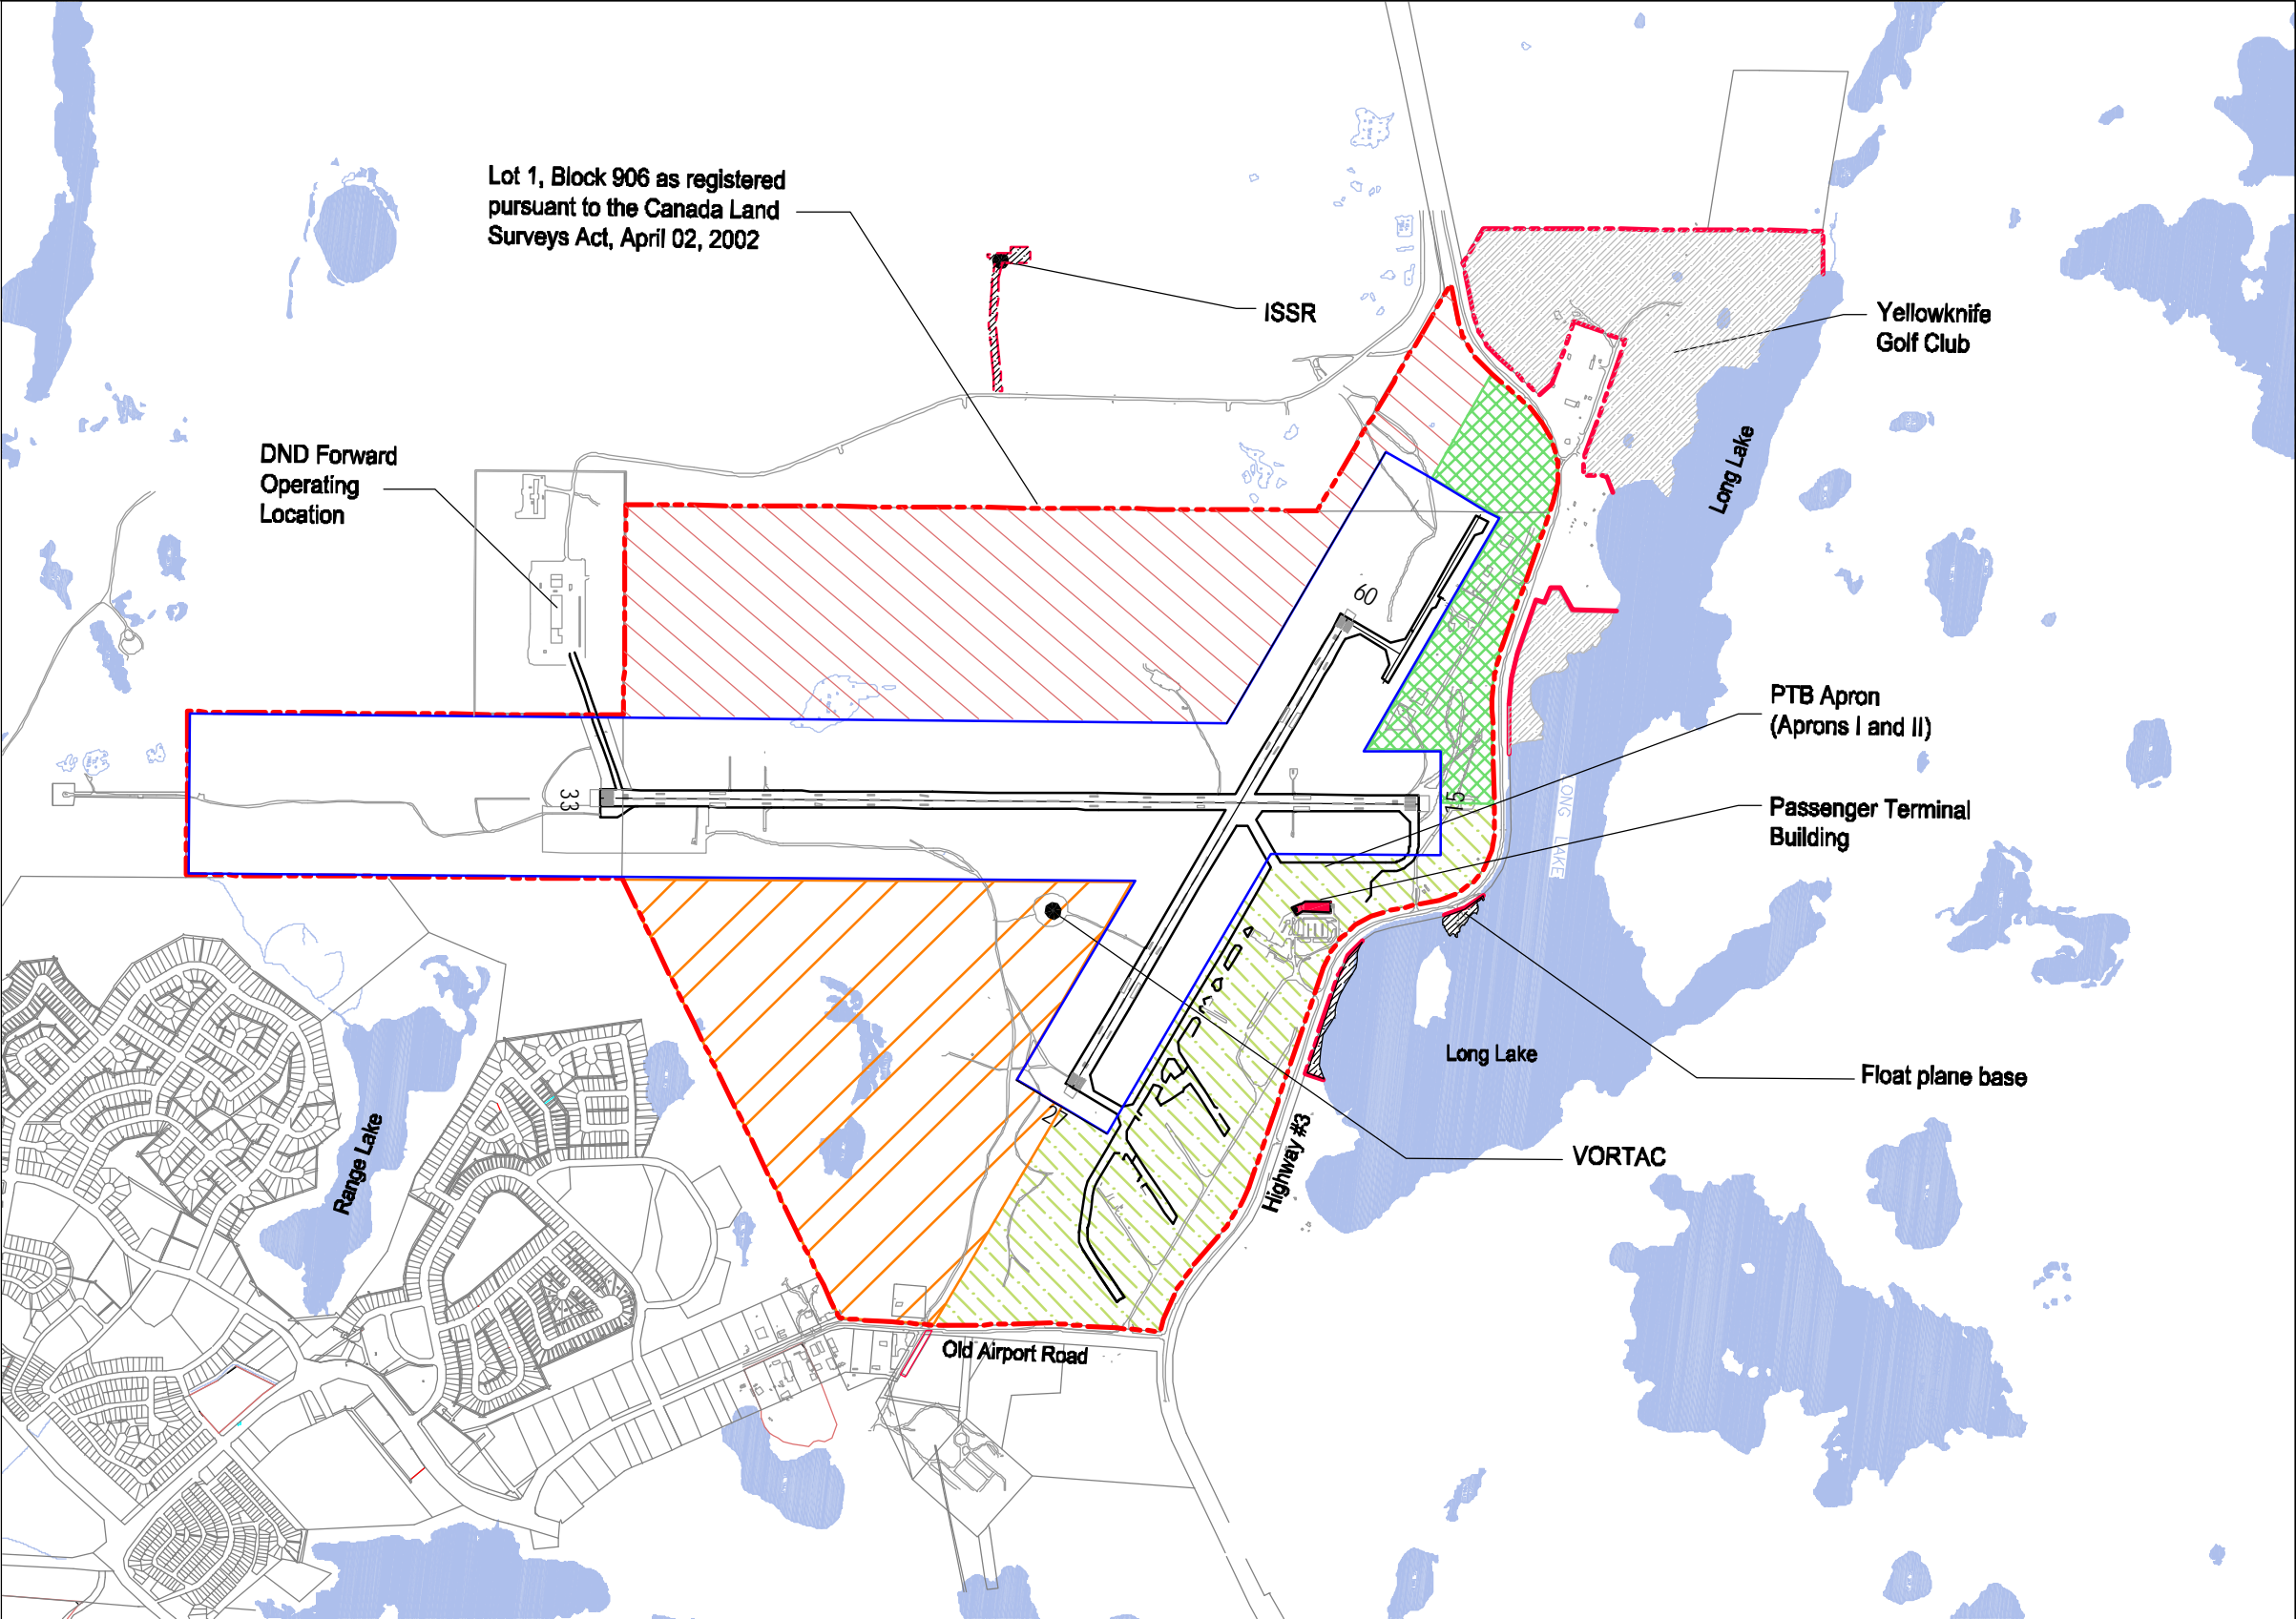 Lot 1, Block 906 as registered
pursuant to the Canada Land
Surveys Act, April 02, 2002
ISSR
Yellowknife
Golf Club
DND Forward
Operating
Location
Long Lake
09
PTB Apron
(Aprons I and II)
33
15
LONG LAKE
Passenger Terminal
Building
Long Lake
Float plane base
27
Highway #3
VORTAC
Range Lake
Old Airport Road